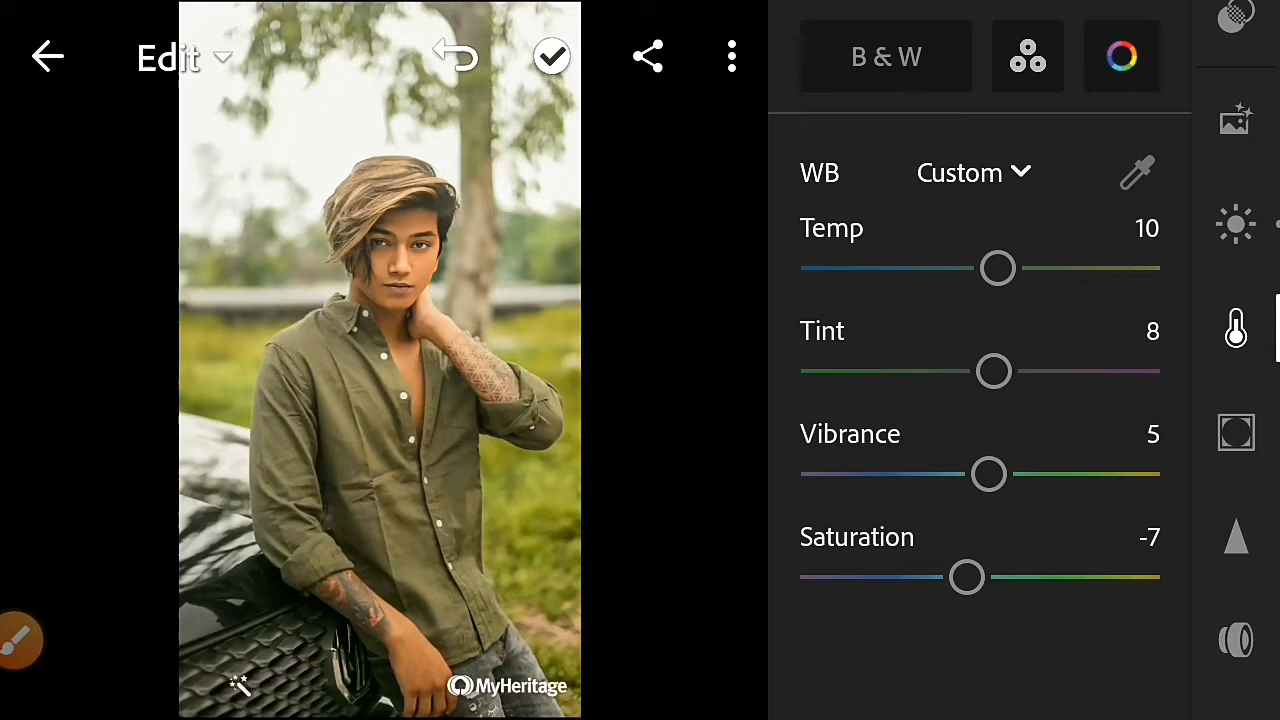 Edit
B & W
WB Custom
Temp 10
Tint 8
Vibrance 5
Saturation -7
MyHeritage